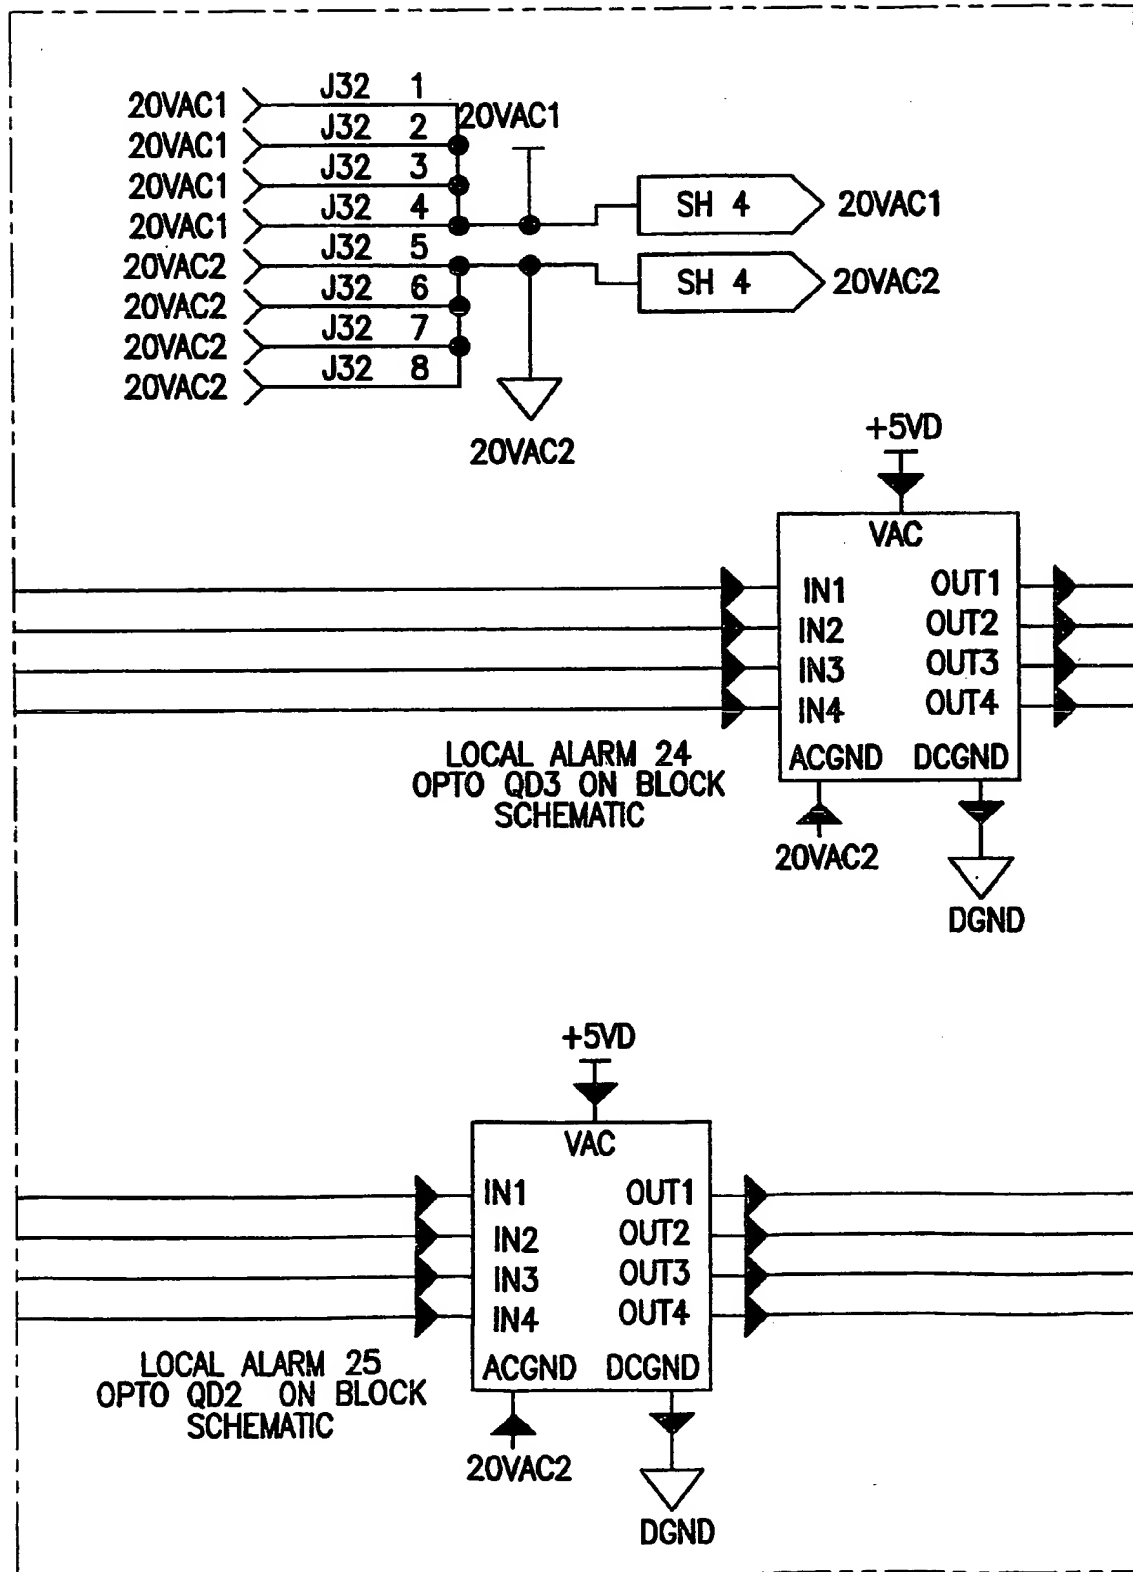 20VAC1 J32 1
20VAC1 J32 2
20VAC1 J32 3
20VAC1 J32 4
20VAC2 J32 5
20VAC2 J32 6
20VAC2 J32 7
20VAC2 J32 8
20VAC1
SH 4 20VAC1
SH 4 20VAC2
20VAC2
+5VD
VAC
IN1 OUT1
IN2 OUT2
IN3 OUT3
IN4 OUT4
ACGND DCGND
LOCAL ALARM 24
OPTO QD3 ON BLOCK
SCHEMATIC
20VAC2
DGND
+5VD
VAC
IN1 OUT1
IN2 OUT2
IN3 OUT3
IN4 OUT4
ACGND DCGND
LOCAL ALARM 25
OPTO QD2 ON BLOCK
SCHEMATIC
20VAC2
DGND